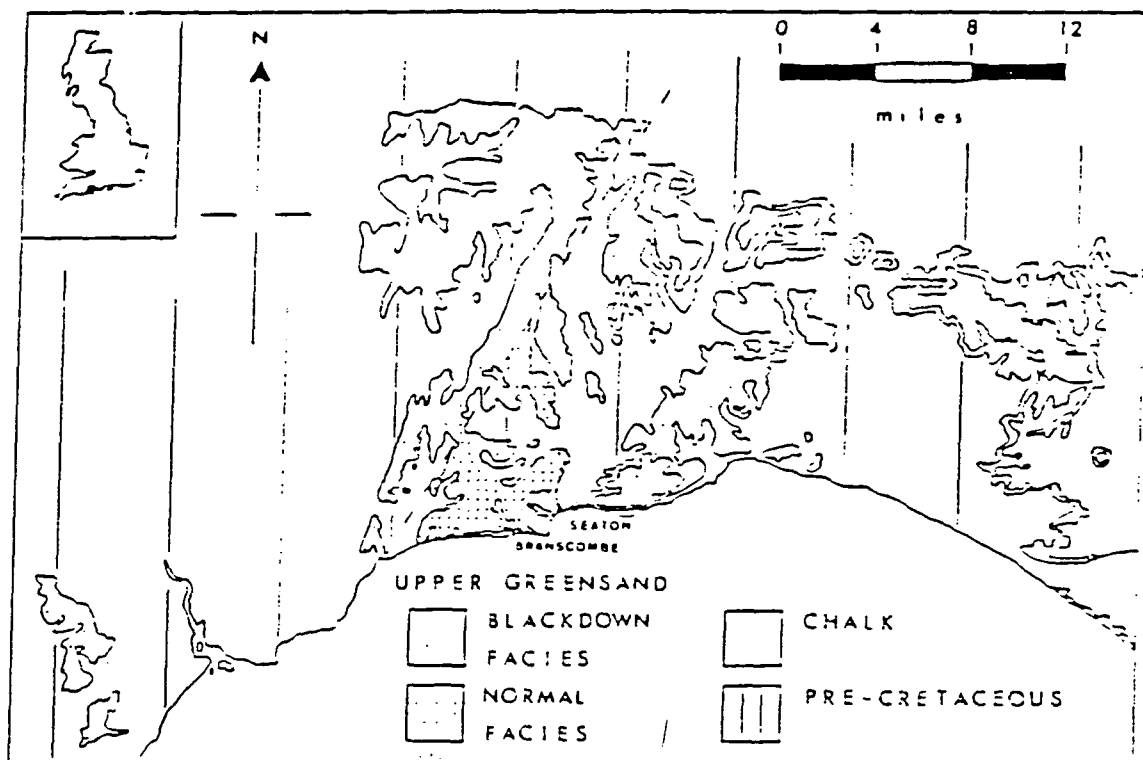 0 4 8 12
miles
N
SEATON
BRANSCOMBE
UPPER GREENSAND
BLACKDOWN
FACIES
NORMAL
FACIES
CHALK
PRE-CRETACEOUS